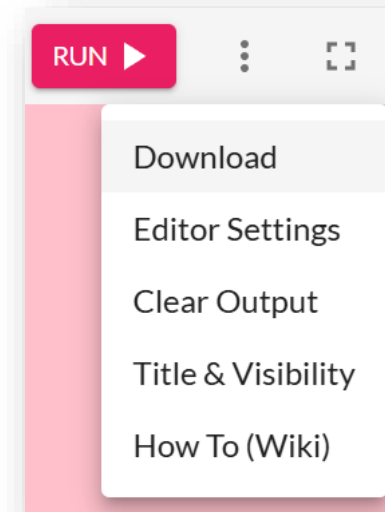 RUN
Download
Editor Settings
Clear Output
Title & Visibility
How To (Wiki)